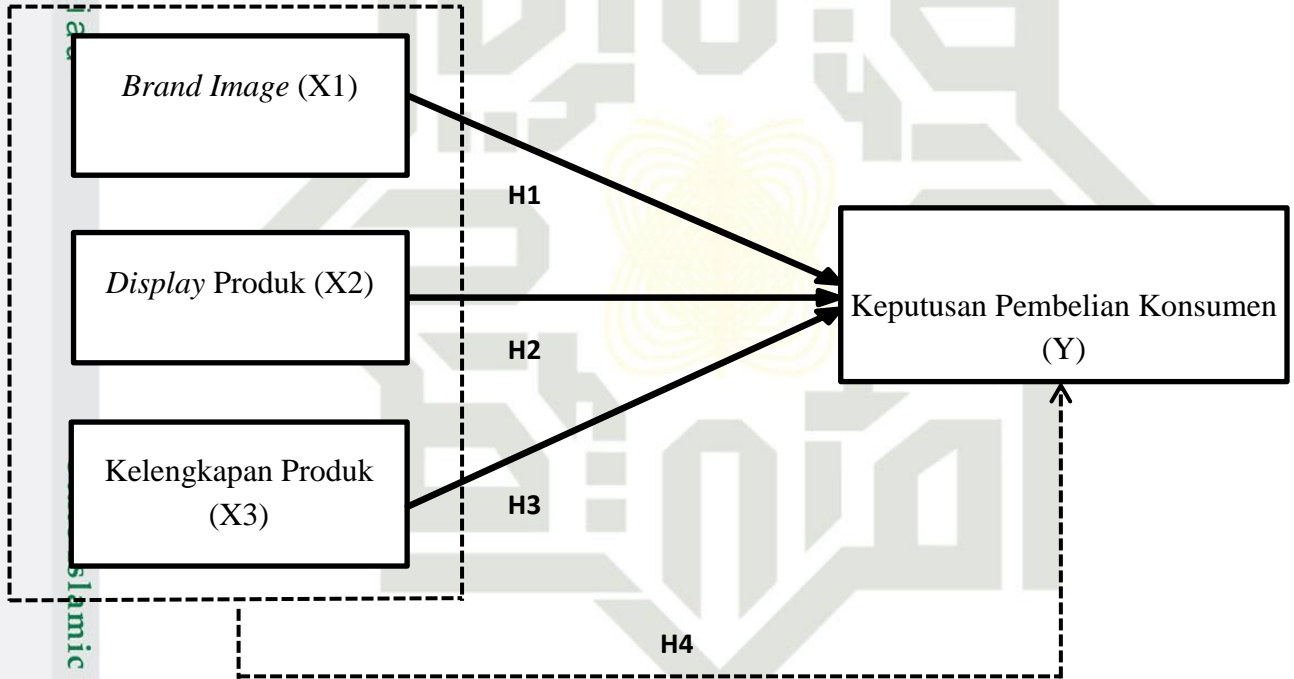 Brand Image (X1)
H1
Display Produk (X2)
Keputusan Pembelian Konsumen
(Y)
H2
Kelengkapan Produk
(X3)
H3
H4